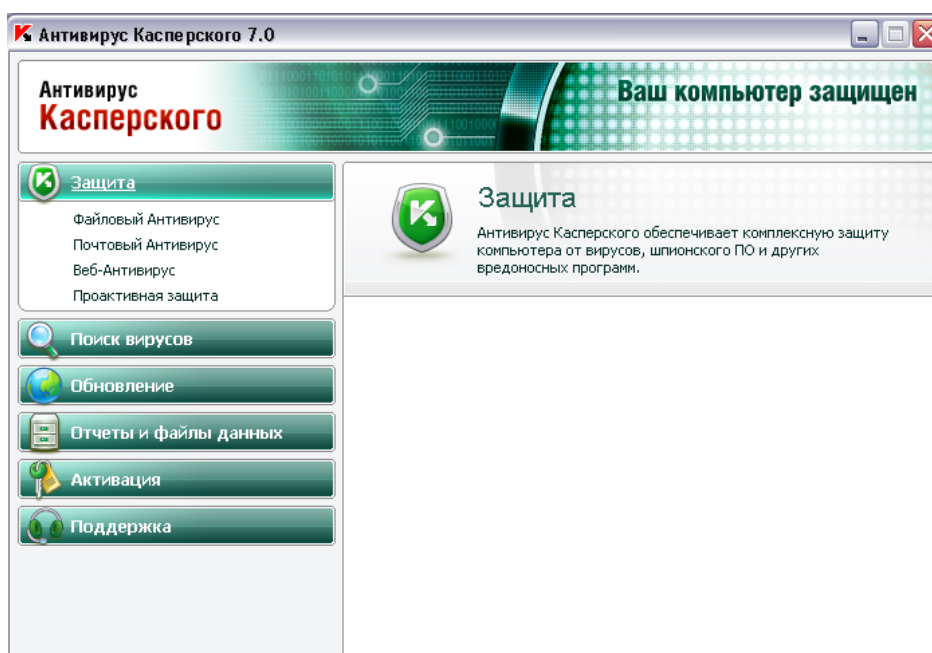 Антивирус Касперского 7.0
Антивирус
Касперского
Ваш компьютер защищен
Защита
Файловый Антивирус
Почтовый Антивирус
Веб-Антивирус
Проактивная защита
Поиск вирусов
Обновление
Отчеты и файлы данных
Активация
Поддержка
Защита
Антивирус Касперского обеспечивает комплексную защиту
компьютера от вирусов, шпионского ПО и других
вредоносных программ.